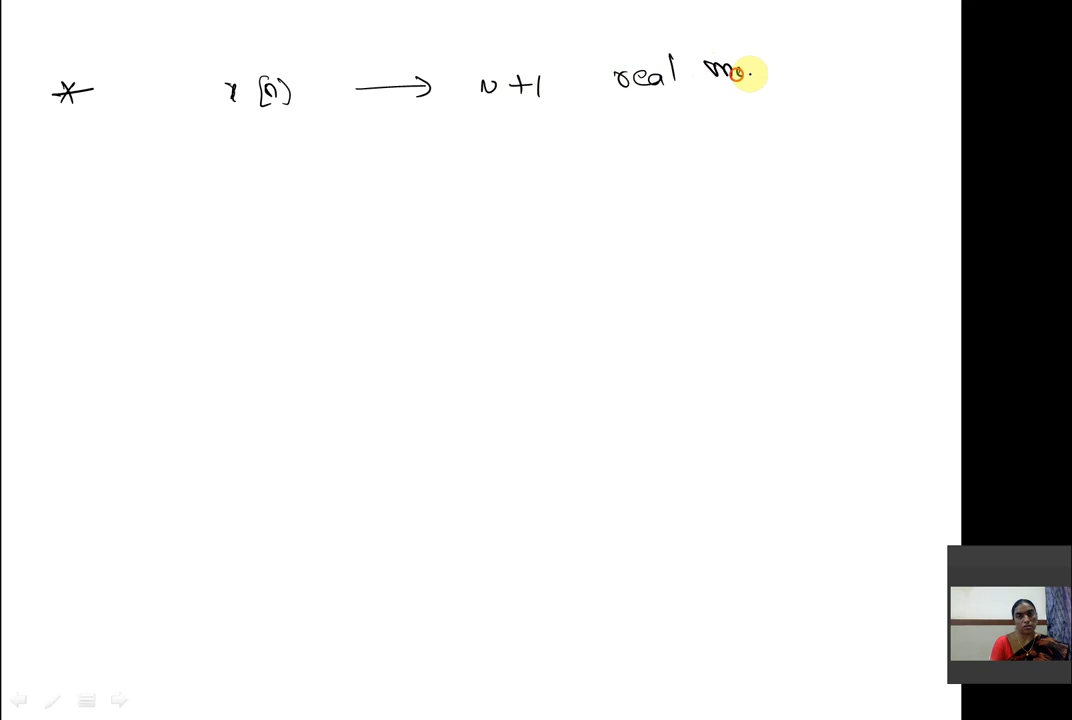 * x[n] → N+1 real